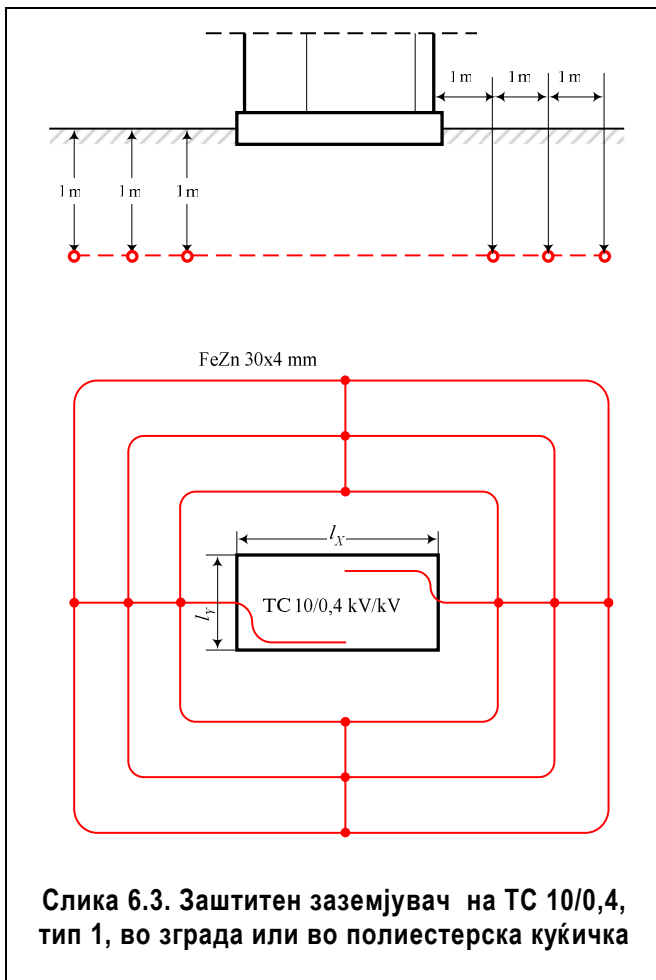 1 m 1 m 1 m
1 m 1 m 1 m
FeZn 30x4 mm
lX
lY
TC 10/0,4 kV/kV
Слика 6.3. Заштитен заземјувач на ТС 10/0,4,
тип 1, во зграда или во полиестерска куќичка